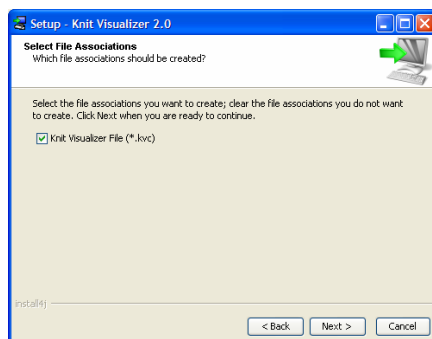 Setup - Knit Visualizer 2.0
Select File Associations
Which file associations should be created?
Select the file associations you want to create; clear the file associations you do not want
to create. Click Next when you are ready to continue.
Knit Visualizer File (*.kvc)
install4j
< Back
Next >
Cancel